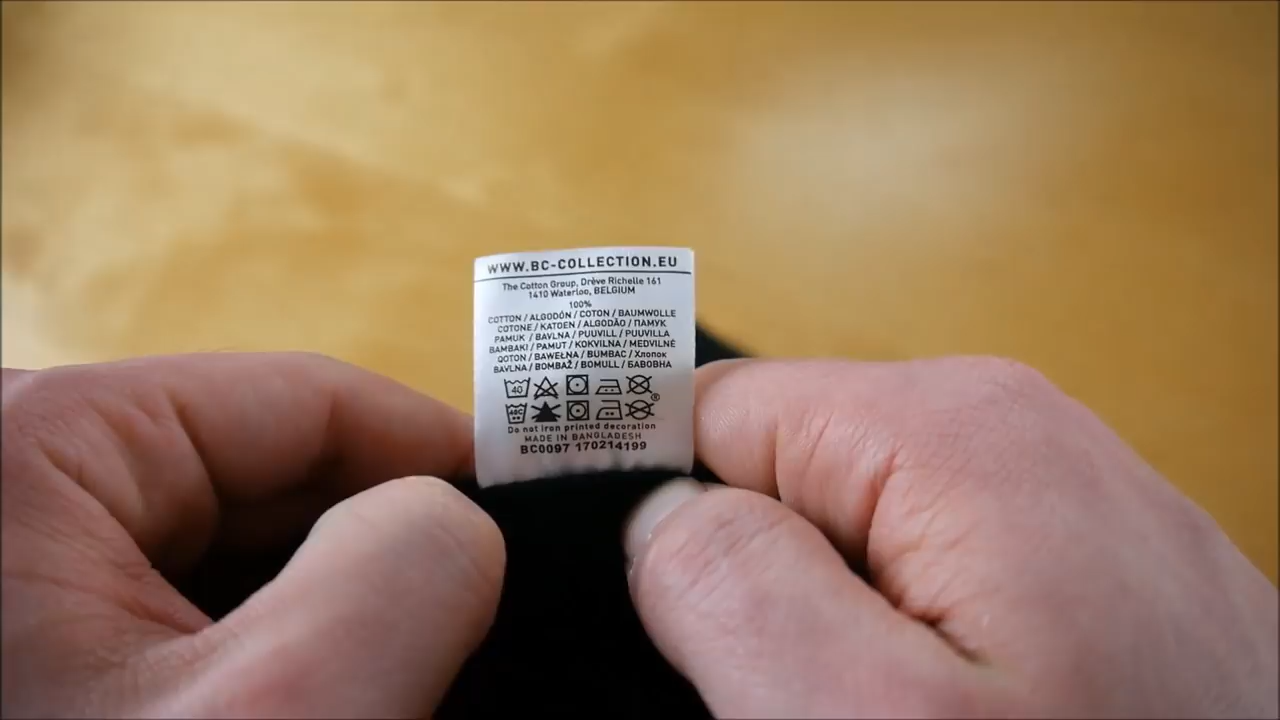 WWW.BC-COLLECTION.EU
The Cotton Group, Drève Richelle 161
1410 Waterloo, BELGIUM
100%
COTTON / ALGODÓN / COTON / BAUMWOLLE
COTONE / KATOEN / ALGODÃO / ПАМУК
PAMUK / BAVLNA / PUUVILL / PUUVILLA
BAMBAKI / PAMUT / KOKVILNA / MEDVILNĖ
QOTON / BAWEŁNA / BUMBAC / Хлопок
BAVLNA / BOMBAŽ / BOMULL / БАВОВНА
40
40C
®
Do not iron printed decoration
MADE IN BANGLADESH
BC0097 170214199